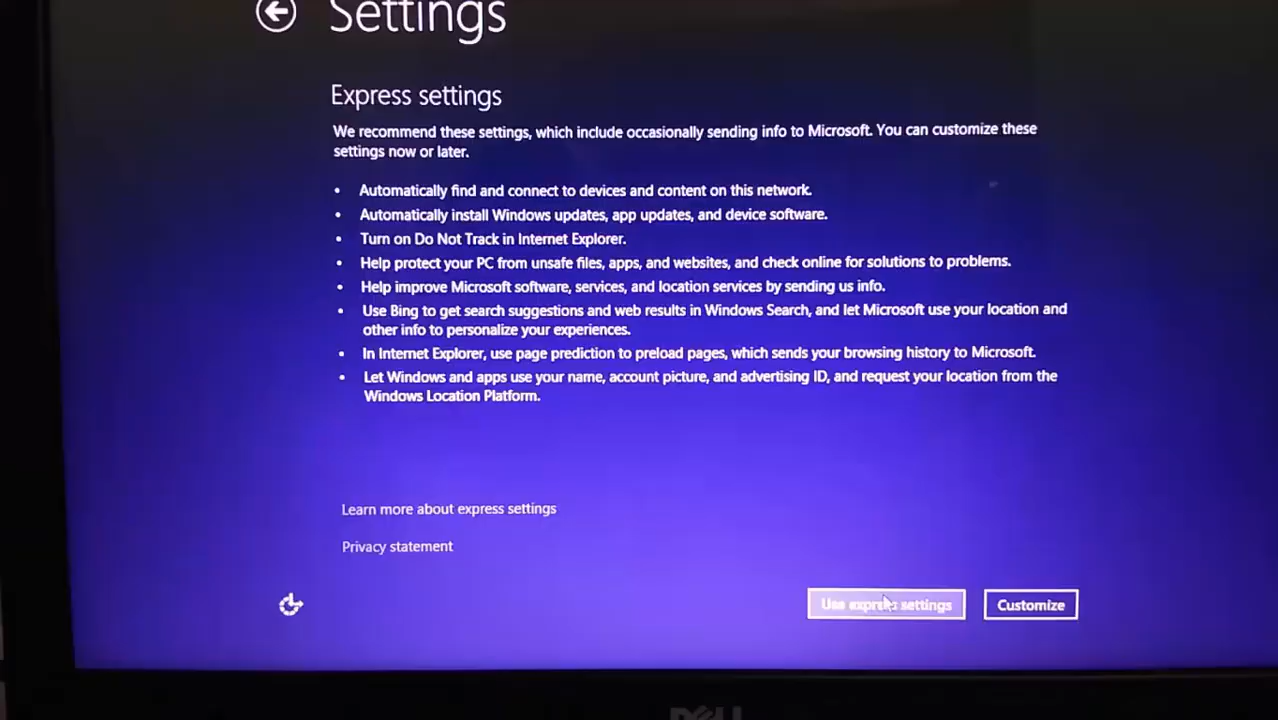 Settings
Express settings
We recommend these settings, which include occasionally sending info to Microsoft. You can customize these
settings now or later.
• Automatically find and connect to devices and content on this network.
• Automatically install Windows updates, app updates, and device software.
• Turn on Do Not Track in Internet Explorer.
• Help protect your PC from unsafe files, apps, and websites, and check online for solutions to problems.
• Help improve Microsoft software, services, and location services by sending us info.
• Use Bing to get search suggestions and web results in Windows Search, and let Microsoft use your location and
other info to personalize your experiences.
• In Internet Explorer, use page prediction to preload pages, which sends your browsing history to Microsoft.
• Let Windows and apps use your name, account picture, and advertising ID, and request your location from the
Windows Location Platform.
Learn more about express settings
Privacy statement
Use express settings
Customize
DELL